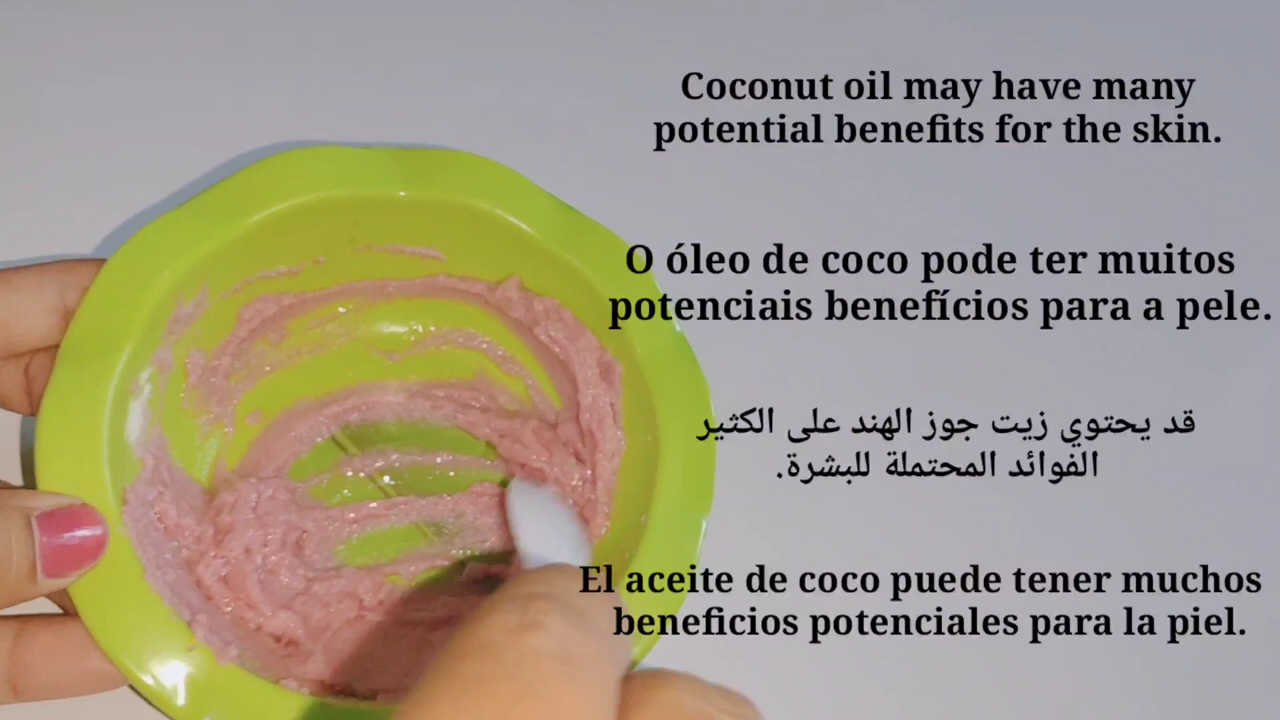 Coconut oil may have many
potential benefits for the skin.
O óleo de coco pode ter muitos
potenciais benefícios para a pele.
قد يحتوي زيت جوز الهند على الكثير
الفوائد المحتملة للبشرة.
El aceite de coco puede tener muchos
beneficios potenciales para la piel.